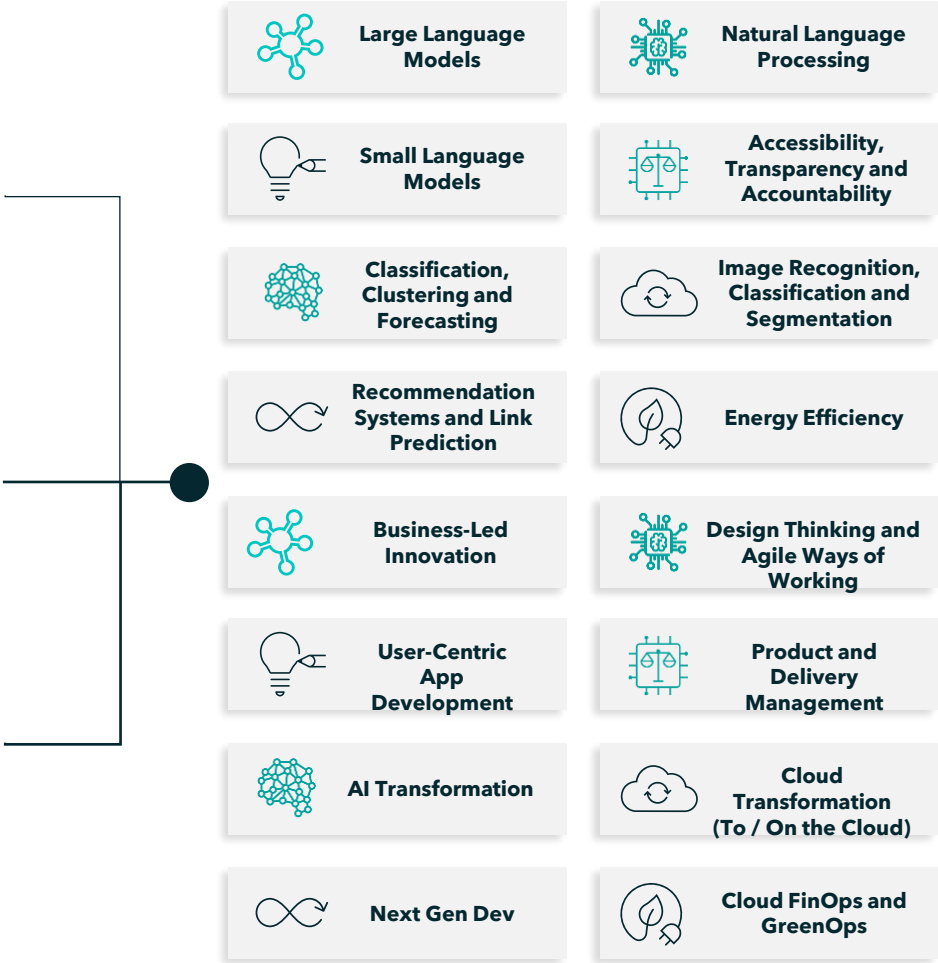 Large Language
Models
Natural Language
Processing
Small Language
Models
Accessibility,
Transparency and
Accountability
Classification,
Clustering and
Forecasting
Image Recognition,
Classification and
Segmentation
Recommendation
Systems and Link
Prediction
Energy Efficiency
Business-Led
Innovation
Design Thinking and
Agile Ways of
Working
User-Centric
App
Development
Product and
Delivery
Management
AI Transformation
Cloud
Transformation
(To / On the Cloud)
Next Gen Dev
Cloud FinOps and
GreenOps